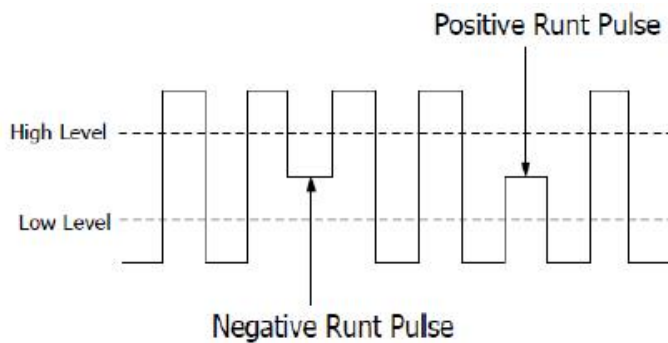 Positive Runt Pulse
High Level
Low Level
Negative Runt Pulse